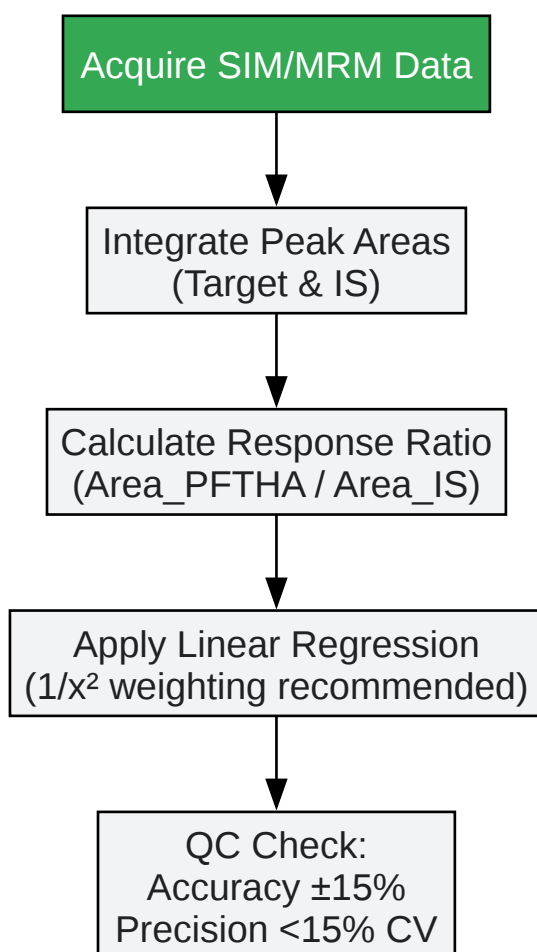 Acquire SIM/MRM Data
Integrate Peak Areas
(Target & IS)
Calculate Response Ratio
(Area_PFTHA / Area_IS)
Apply Linear Regression
(1/x² weighting recommended)
QC Check:
Accuracy ±15%
Precision <15% CV